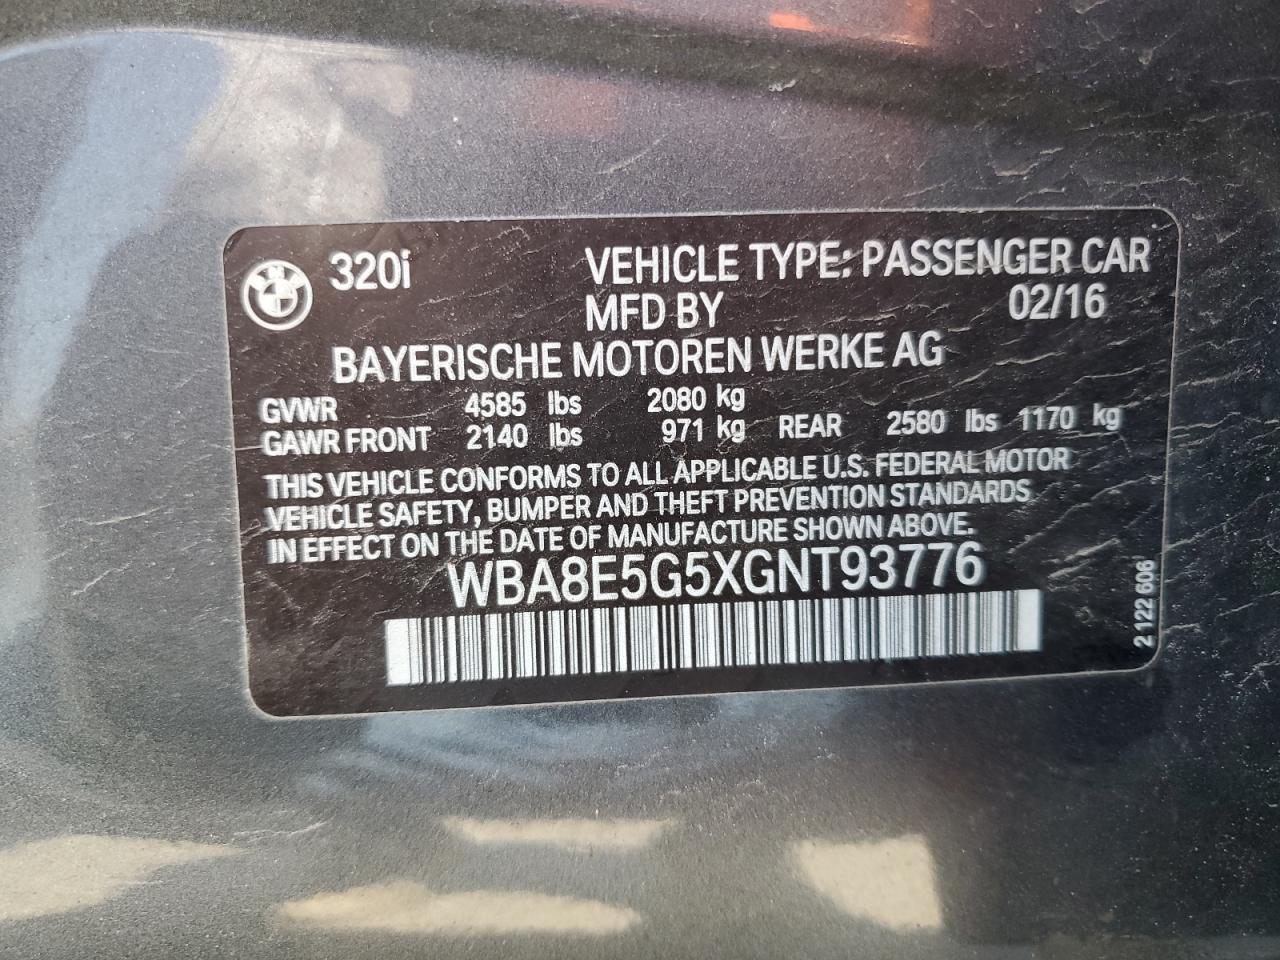 320i VEHICLE TYPE: PASSENGER CAR
MFD BY 02/16
BAYERISCHE MOTOREN WERKE AG
GVWR 4585 lbs 2080 kg
GAWR FRONT 2140 lbs 971 kg REAR 2580 lbs 1170 kg
THIS VEHICLE CONFORMS TO ALL APPLICABLE U.S. FEDERAL MOTOR
VEHICLE SAFETY, BUMPER AND THEFT PREVENTION STANDARDS
IN EFFECT ON THE DATE OF MANUFACTURE SHOWN ABOVE.
WBA8E5G5XGNT93776
2 122 606